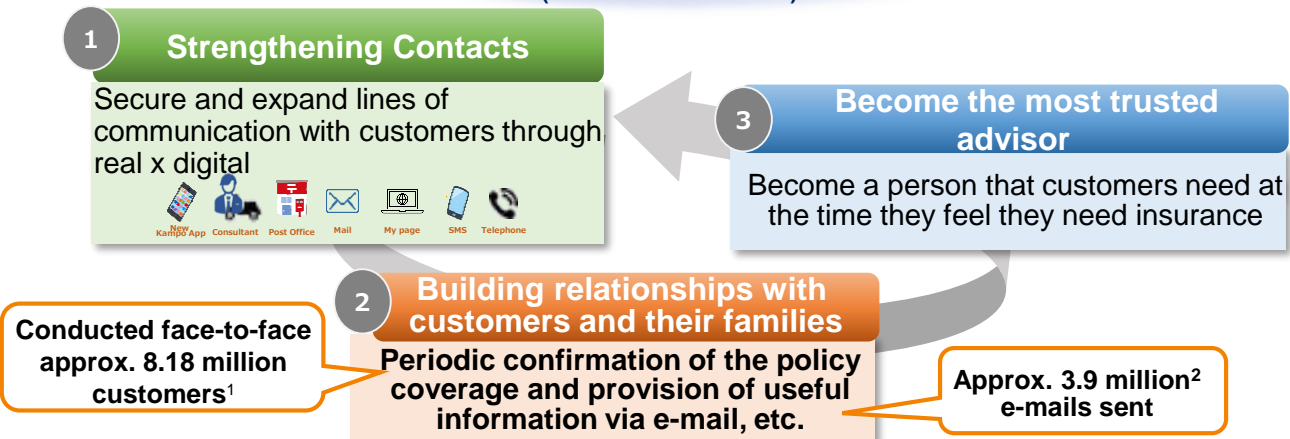 1
Strengthening Contacts
Secure and expand lines of
communication with customers through
real x digital
New
Kampo App
Consultant
Post Office
Mail
My page
SMS
Telephone
3
Become the most trusted
advisor
Become a person that customers need at
the time they feel they need insurance
2
Building relationships with
customers and their families
Periodic confirmation of the policy
coverage and provision of useful
information via e-mail, etc.
Conducted face-to-face
approx. 8.18 million
customers¹
Approx. 3.9 million²
e-mails sent